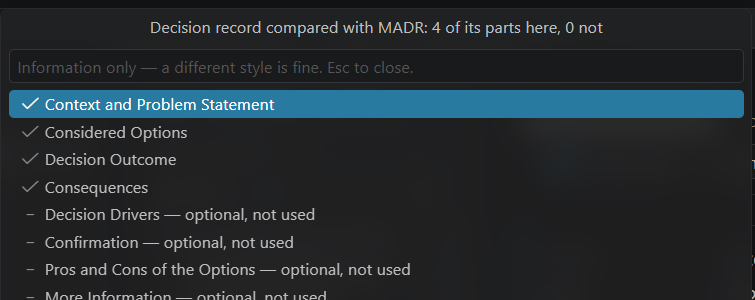 Decision record compared with MADR: 4 of its parts here, 0 not
Information only — a different style is fine. Esc to close.
Context and Problem Statement
Considered Options
Decision Outcome
Consequences
– Decision Drivers — optional, not used
– Confirmation — optional, not used
– Pros and Cons of the Options — optional, not used
– More Information — optional, not used